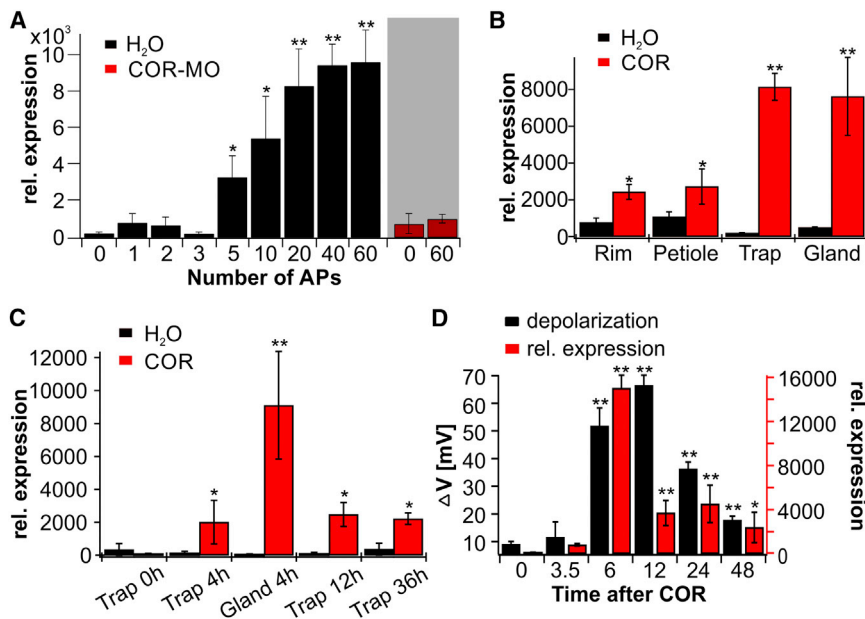 A
×10³
H₂O
COR-MO
rel. expression
10
8
6
4
2
0
*
*
**
**
**
0 1 2 3 5 10 20 40 60 0 60
Number of APs
B
H₂O
COR
rel. expression
8000
6000
4000
2000
0
*
*
**
**
Rim Petiole Trap Gland
C
H₂O
COR
rel. expression
12000
10000
8000
6000
4000
2000
0
*
**
*
*
Trap 0h Trap 4h Gland 4h Trap 12h Trap 36h
D
depolarization
rel. expression
△V [mV]
70
60
50
40
30
20
10
** ** ** ** ** ** ** *
16000
12000
8000
4000
0
rel. expression
0 3.5 6 12 24 48
Time after COR